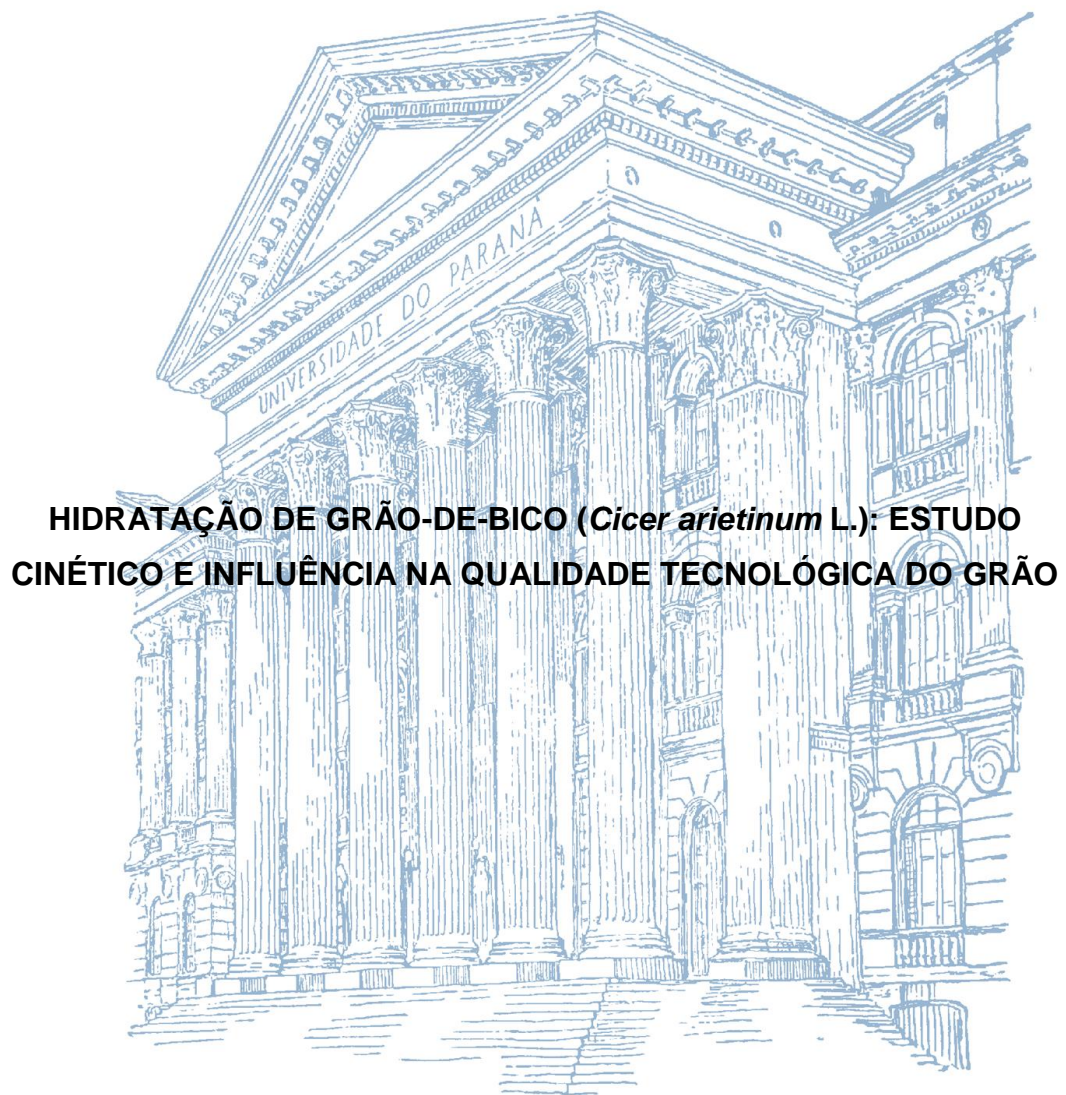 UNIVERSIDADE DO PARANÁ
HIDRATAÇÃO DE GRÃO-DE-BICO (Cicer arietinum L.): ESTUDO
CINÉTICO E INFLUÊNCIA NA QUALIDADE TECNOLÓGICA DO GRÃO